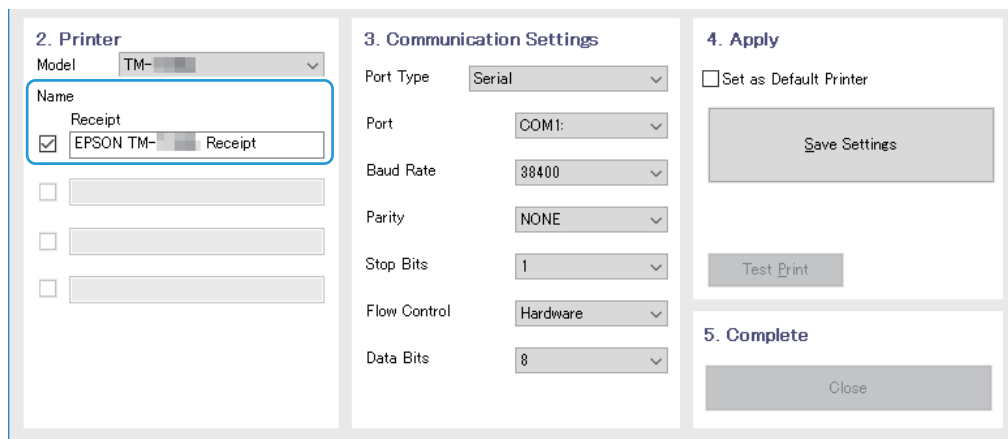 2. Printer
Model TM-
Name
Receipt
EPSON TM- Receipt
3. Communication Settings
Port Type Serial
Port COM1:
Baud Rate 38400
Parity NONE
Stop Bits 1
Flow Control Hardware
Data Bits 8
4. Apply
Set as Default Printer
Save Settings
Test Print
5. Complete
Close